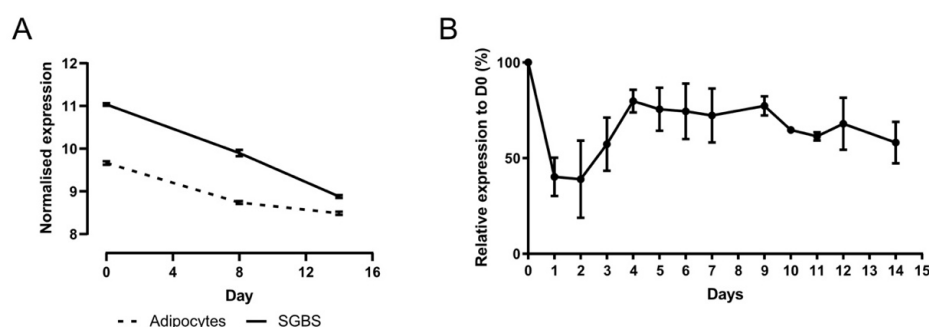 A
Normalised expression
12
11
10
9
8
0 4 8 12 16
Day
Adipocytes SGBS
B
Relative expression to D0 (%)
100
50
0
0 1 2 3 4 5 6 7 8 9 10 11 12 13 14 15
Days